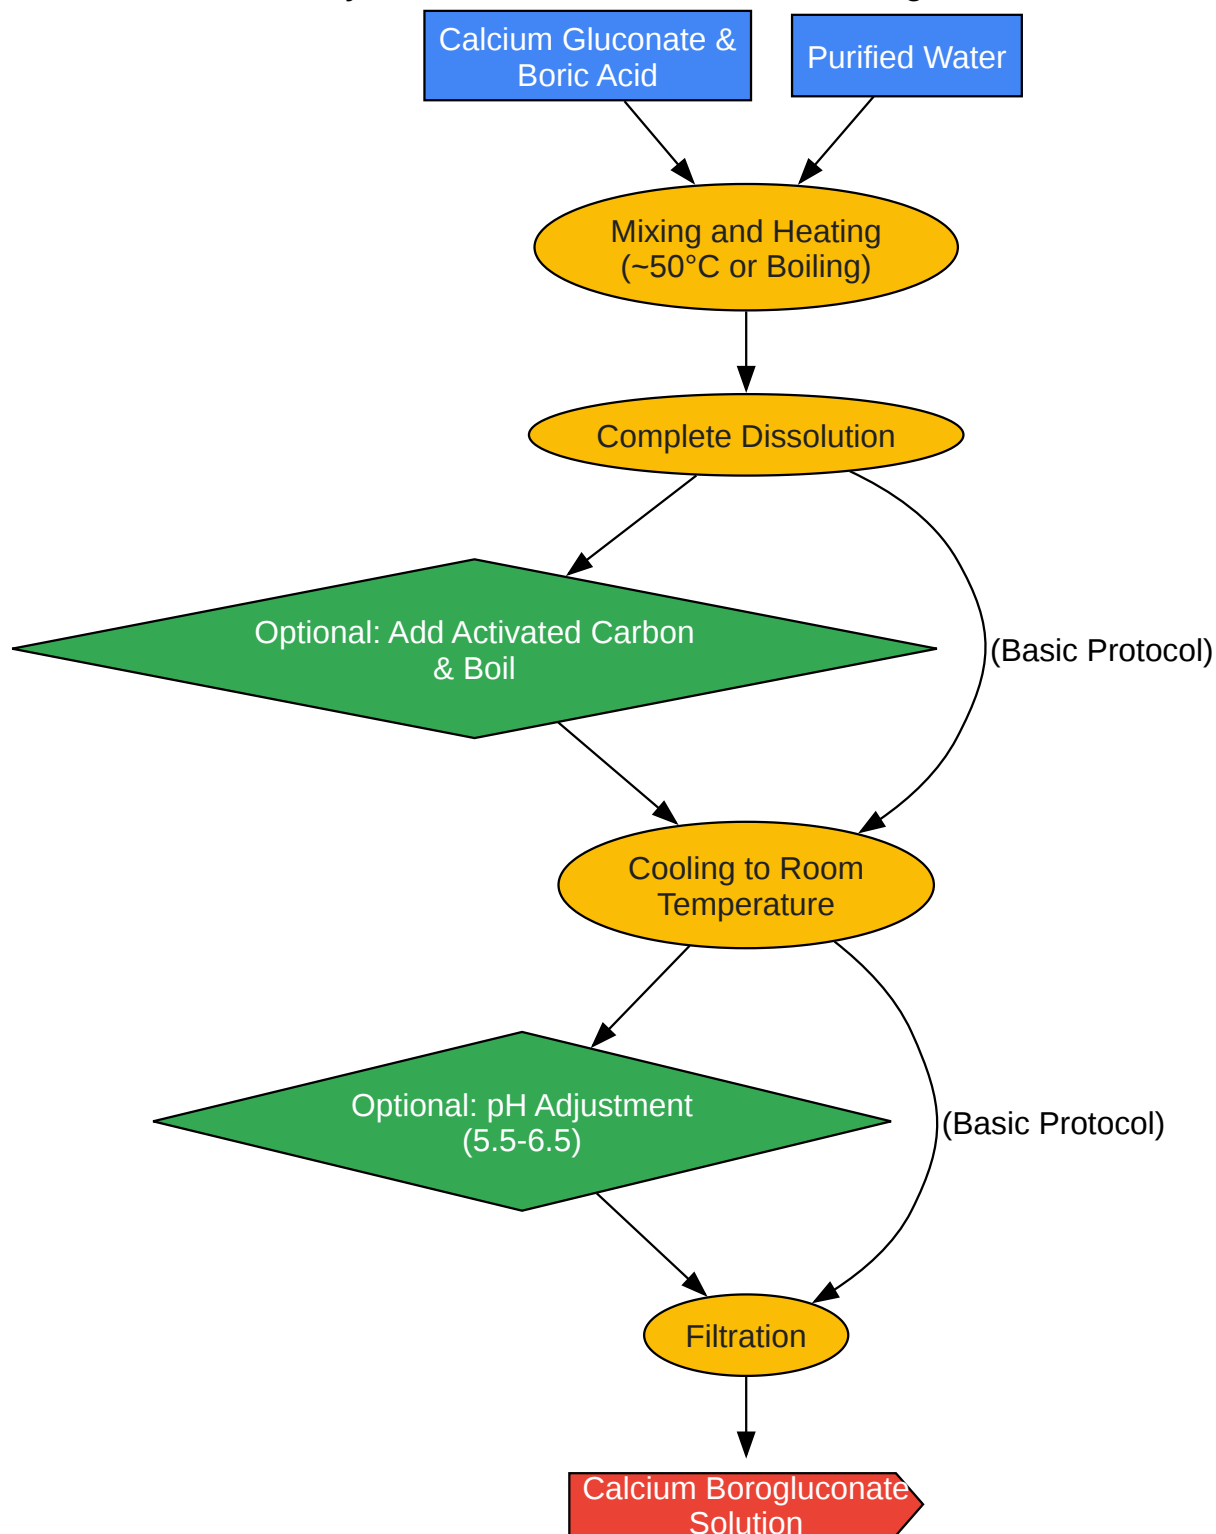 Calcium Gluconate &
Boric Acid
Purified Water
Mixing and Heating
(~50°C or Boiling)
Complete Dissolution
Optional: Add Activated Carbon
& Boil
(Basic Protocol)
Cooling to Room
Temperature
Optional: pH Adjustment
(5.5-6.5)
(Basic Protocol)
Filtration
Calcium Borogluconate
Solution